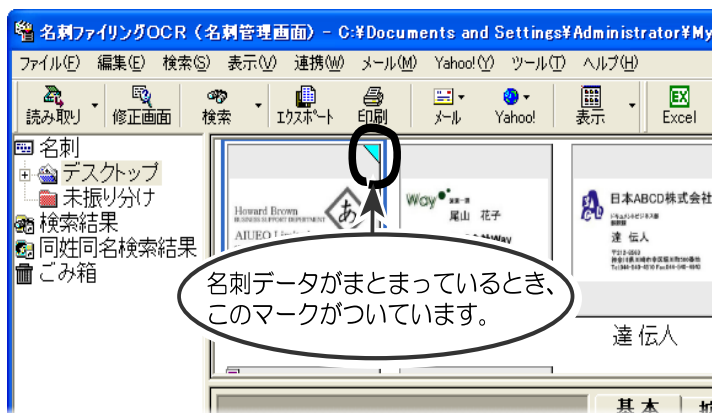 名刺ファイリングOCR（名刺管理画面） - C:¥Documents and Settings¥Administrator¥My
ファイル(F) 編集(E) 検索(S) 表示(V) 連携(W) メール(M) Yahoo!(Y) ツール(T) ヘルプ(H)
読み取り 修正画面 検索 エクスポート 印刷 メール Yahoo! 表示 Excel
名刺
デスクトップ
未振り分け
検索結果
同姓同名検索結果
ごみ箱
Howard Brown
BUSINESS SUPPORT DEPARTMENT
あ
Way
尾山 花子
日本ABCD株式会社
達 伝人
名刺データがまとまっているとき、
このマークがついています。
達 伝人
基本